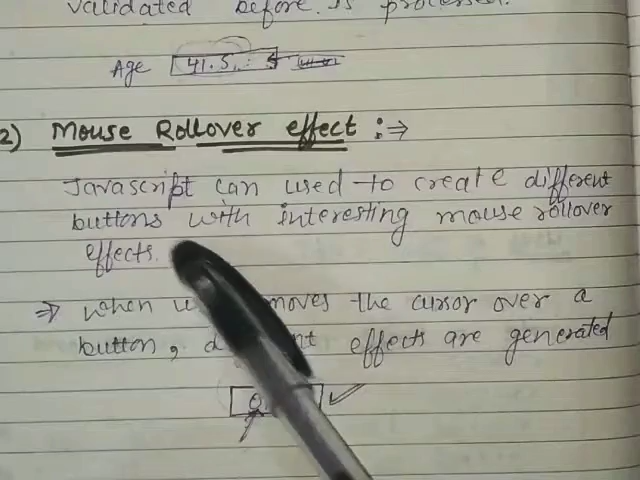 validated before is processed.
Age 41.5
2) Mouse Rollover effect :⇒
Javascript can used to create different
buttons with interesting mouse rollover
effects.
⇒ when moves the cursor over a
button, effects are generated